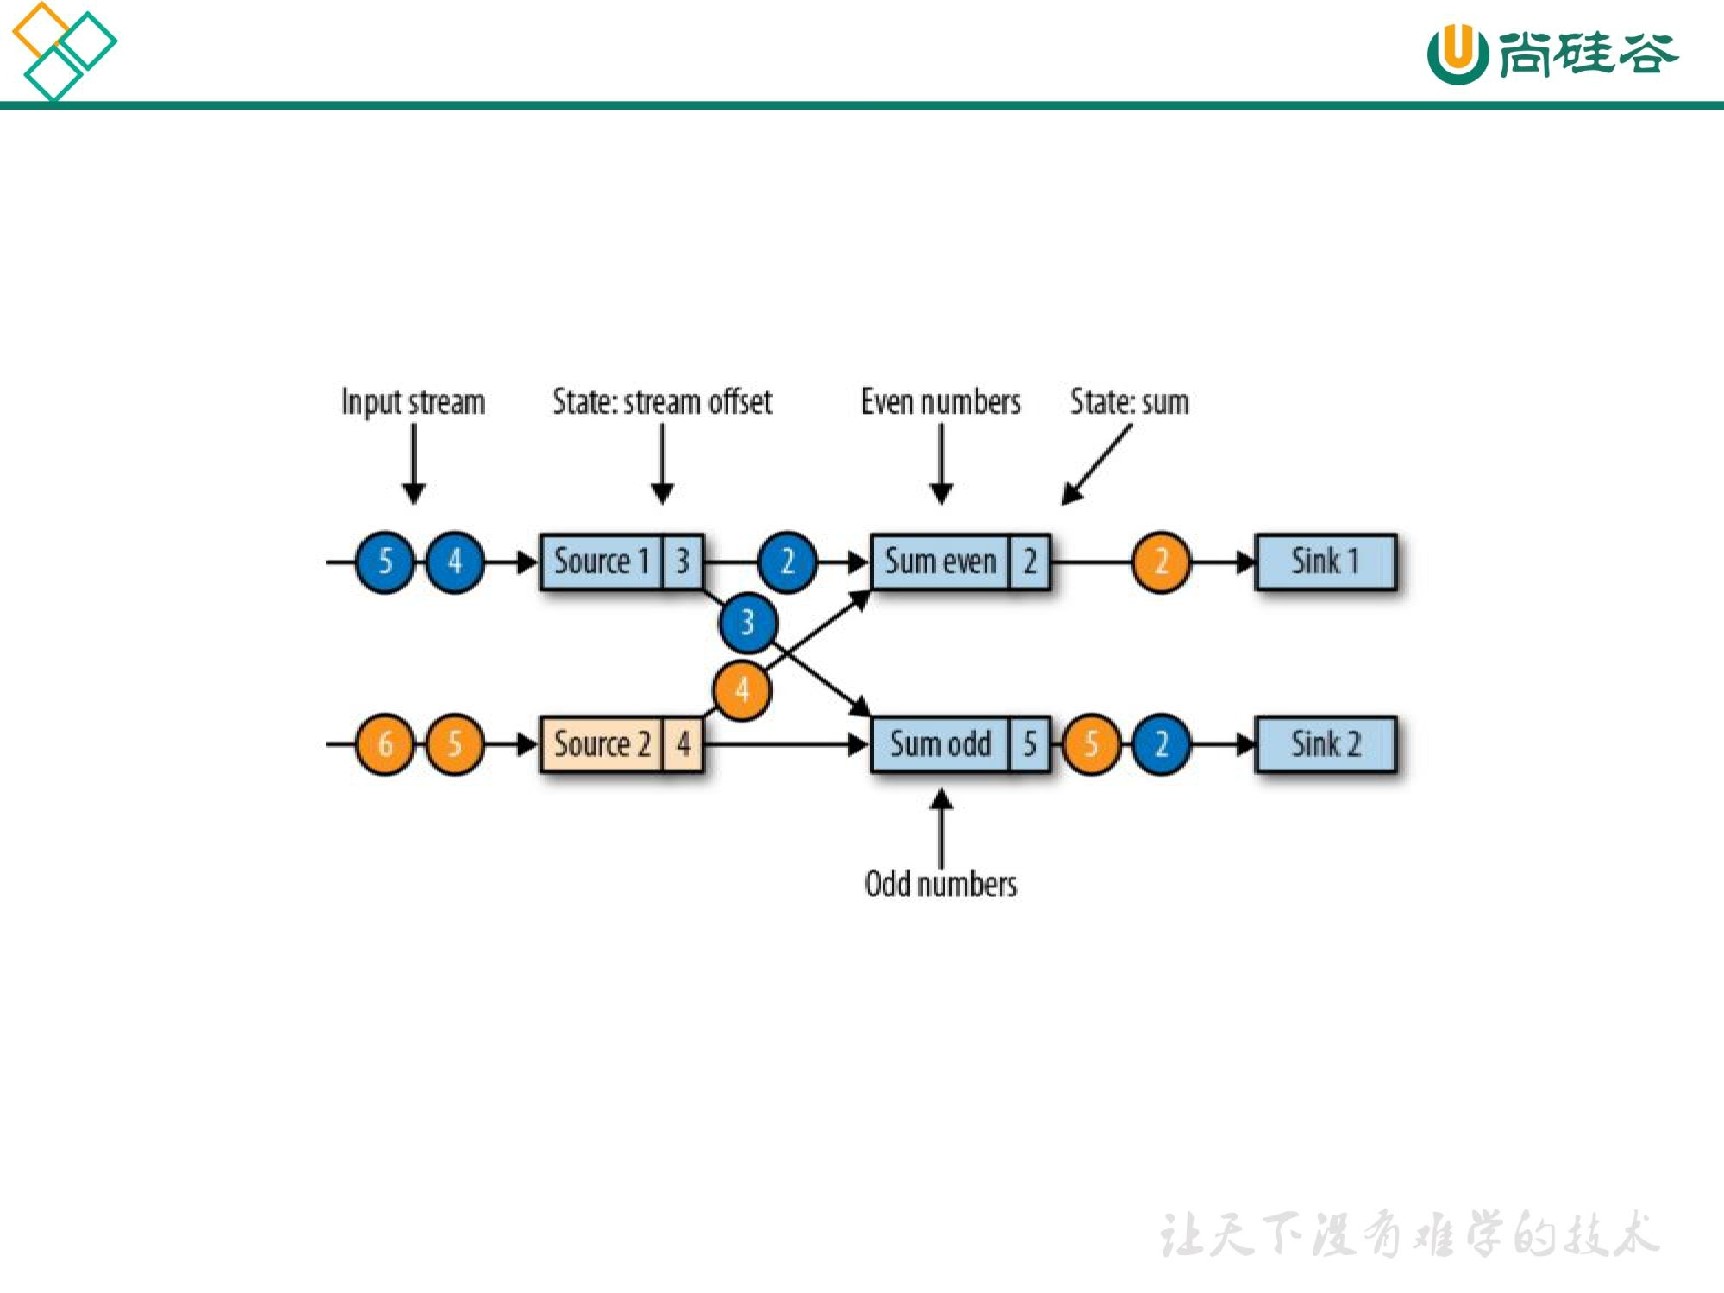 尚硅谷
Input stream
State: stream offset
Even numbers
State: sum
5 4 Source 1 3 2 Sum even 2 2 Sink 1
3
4
6 5 Source 2 4 Sum odd 5 5 2 Sink 2
Odd numbers
让天下没有难学的技术